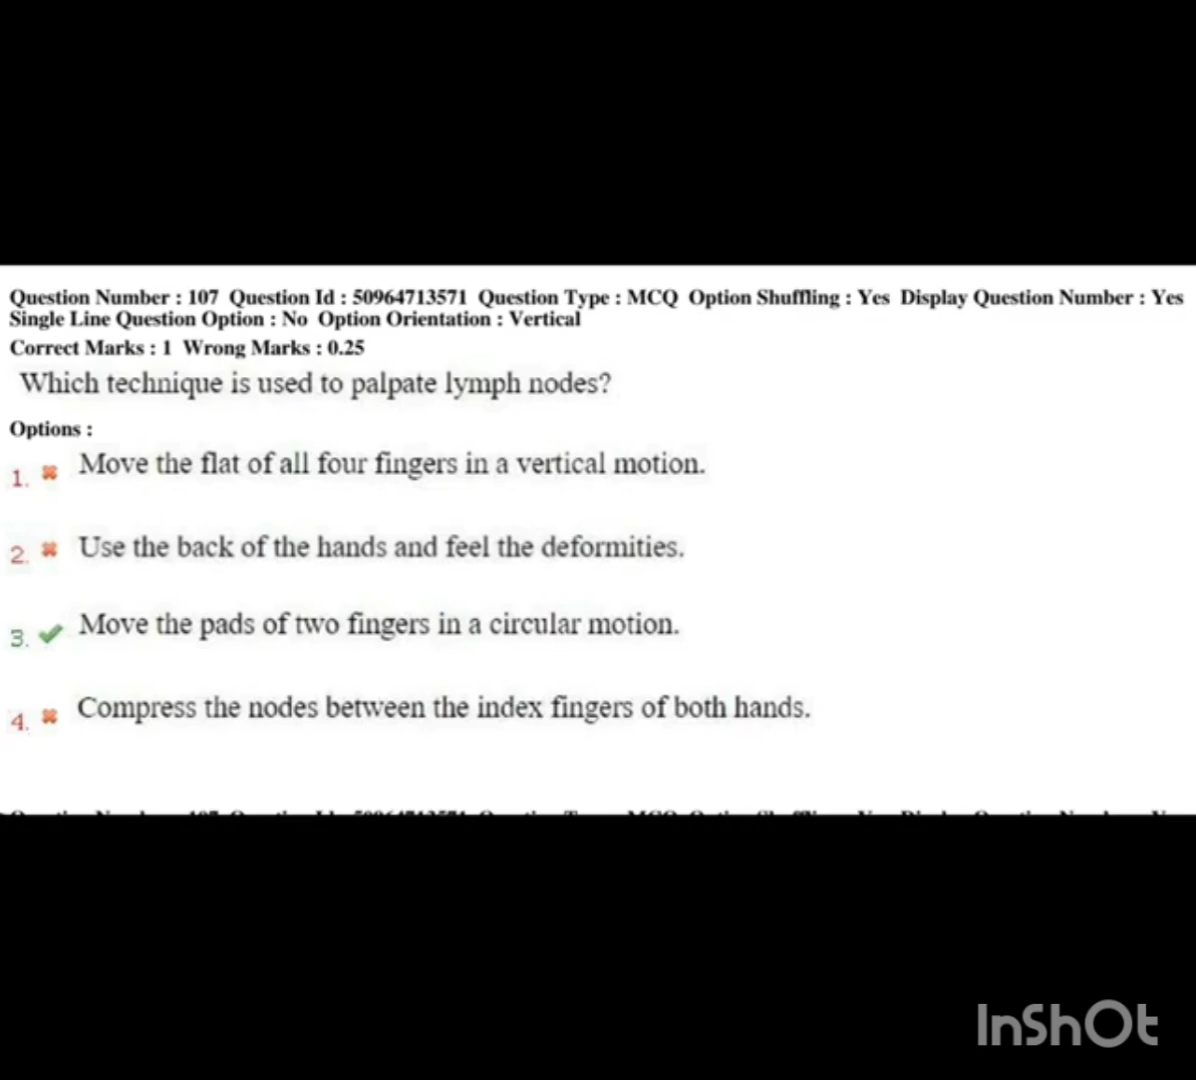 Question Number : 107 Question Id : 50964713571 Question Type : MCQ Option Shuffling : Yes Display Question Number : Yes
Single Line Question Option : No Option Orientation : Vertical
Correct Marks : 1 Wrong Marks : 0.25
Which technique is used to palpate lymph nodes?
Options :
1. Move the flat of all four fingers in a vertical motion.
2. Use the back of the hands and feel the deformities.
3. Move the pads of two fingers in a circular motion.
4. Compress the nodes between the index fingers of both hands.
InShOt